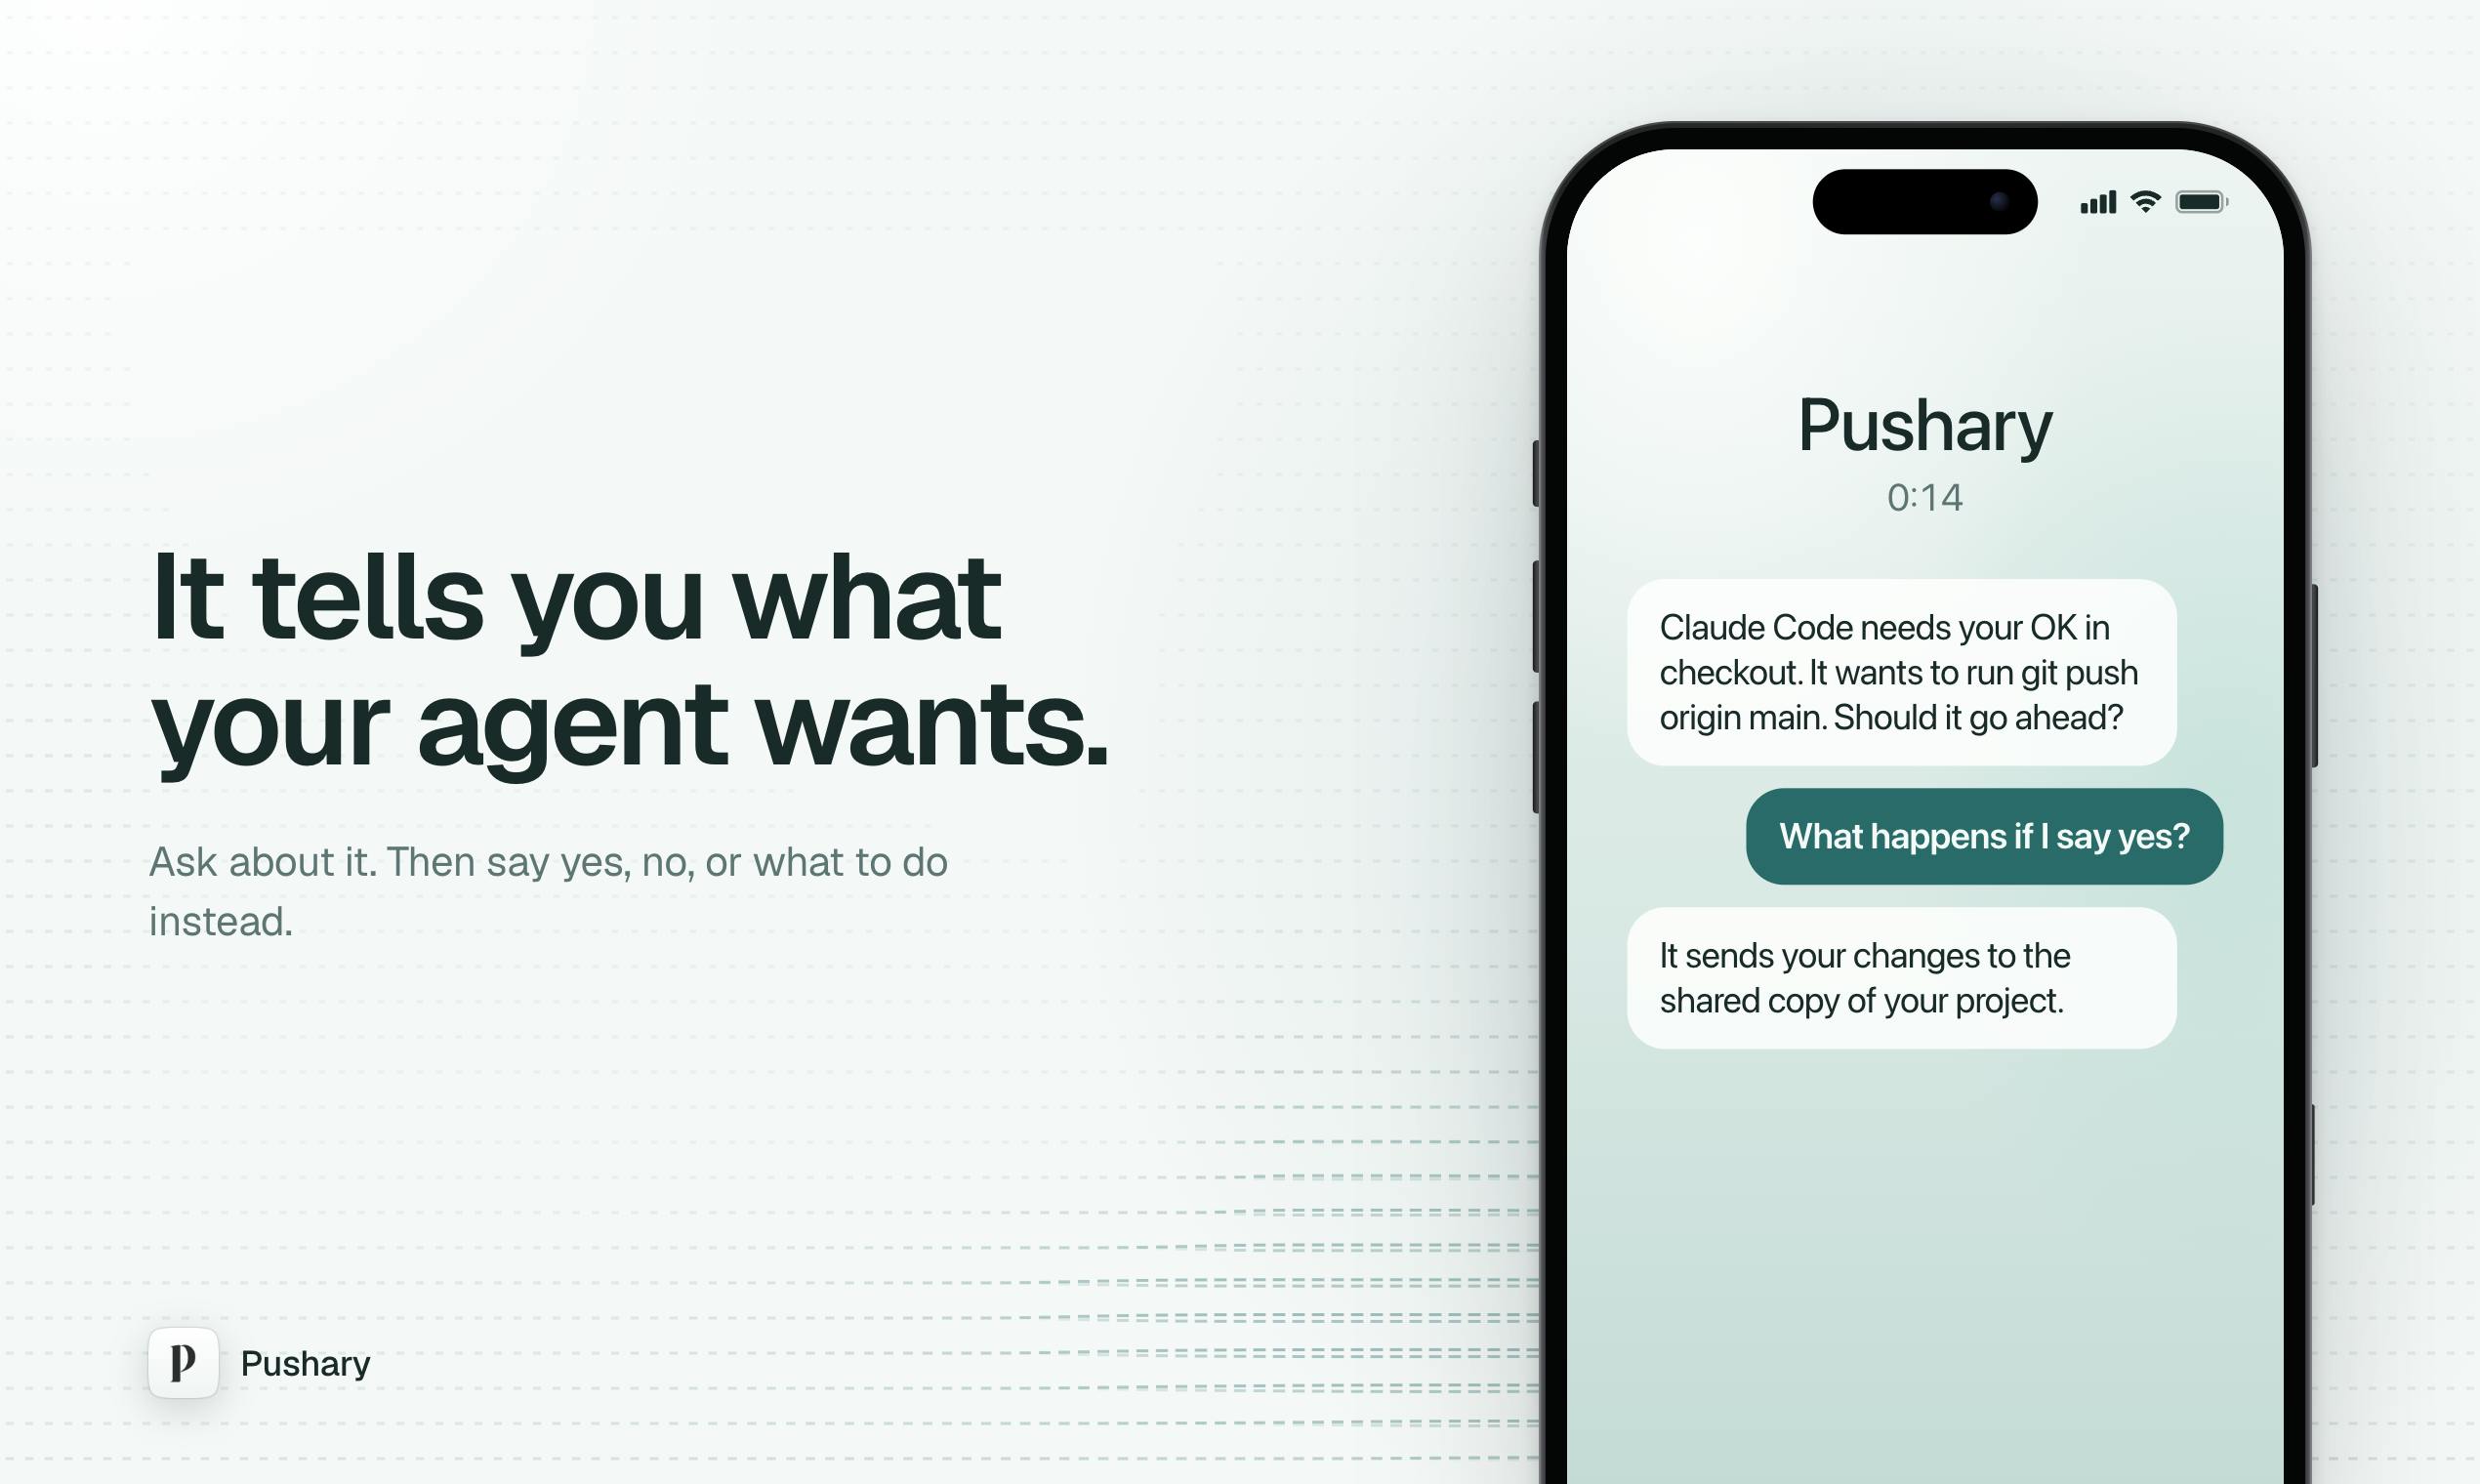 It tells you what
your agent wants.
Ask about it. Then say yes, no, or what to do
instead.
Pushary
Pushary
0:14
Claude Code needs your OK in
checkout. It wants to run git push
origin main. Should it go ahead?
What happens if I say yes?
It sends your changes to the
shared copy of your project.